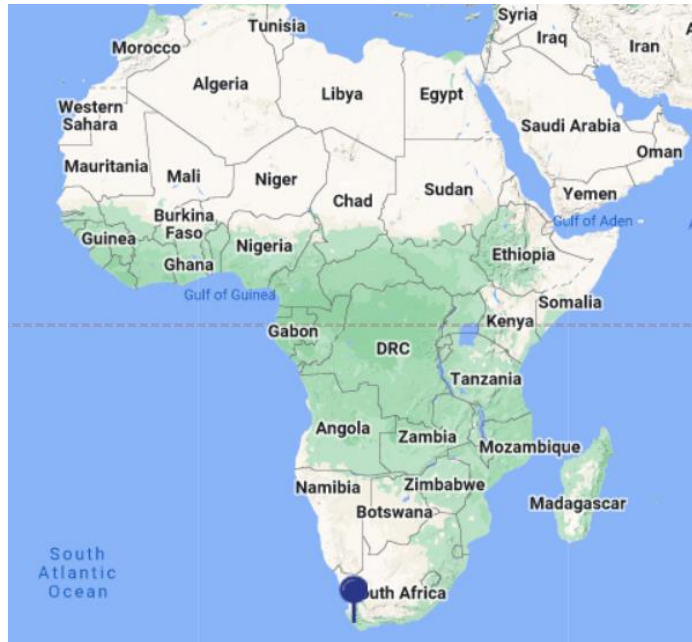 Tunisia
Syria
Morocco
Iraq
Iran
Algeria
Libya
Egypt
Western
Sahara
Saudi Arabia
Oman
Mauritania
Mali
Niger
Chad
Sudan
Yemen
Gulf of Aden
Burkina
Faso
Guinea
Nigeria
Ethiopia
Ghana
Gulf of Guinea
Somalia
Kenya
Gabon
DRC
Tanzania
Angola
Zambia
Mozambique
Namibia
Zimbabwe
Madagascar
Botswana
South
Atlantic
Ocean
outh Africa